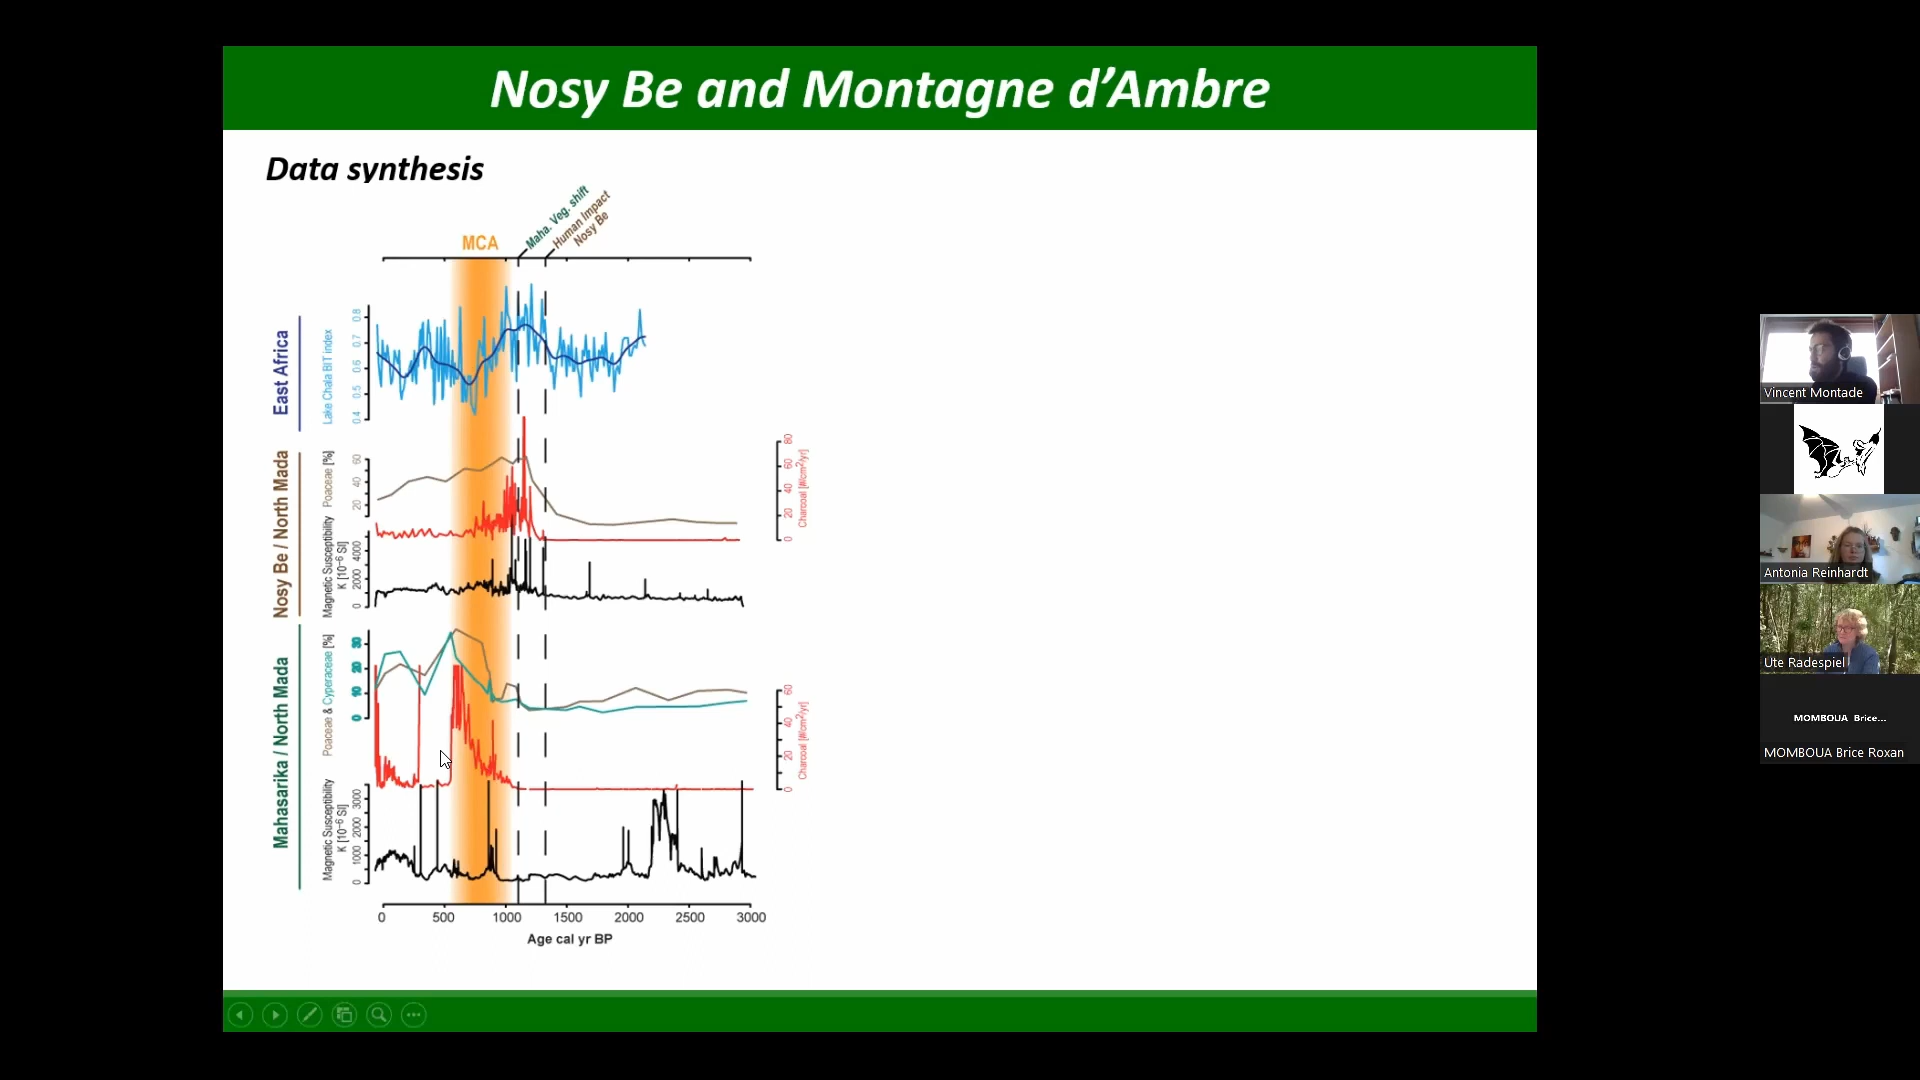 Nosy Be and Montagne d'Ambre
Data synthesis
Maha. Veg. shift
Human Impact
Nosy Be
MCA
East Africa
Lake Chala BIT index
0.4 0.5 0.6 0.7 0.8
Nosy Be / North Mada
Poaceae [%]
20 40 60
Charcoal [#/cm²/yr]
0 20 40 60 80
Magnetic Susceptibility
K [10⁻⁶ SI]
0 2000 4000
Mahasarika / North Mada
Poaceae & Cyperaceae [%]
0 10 20 30
Charcoal [#/cm²/yr]
0 20 40 60
Magnetic Susceptibility
K [10⁻⁶ SI]
0 1000 2000 3000
0 500 1000 1500 2000 2500 3000
Age cal yr BP
Vincent Montade
Antonia Reinhardt
Ute Radespiel
MOMBOUA Brice...
MOMBOUA Brice Roxan